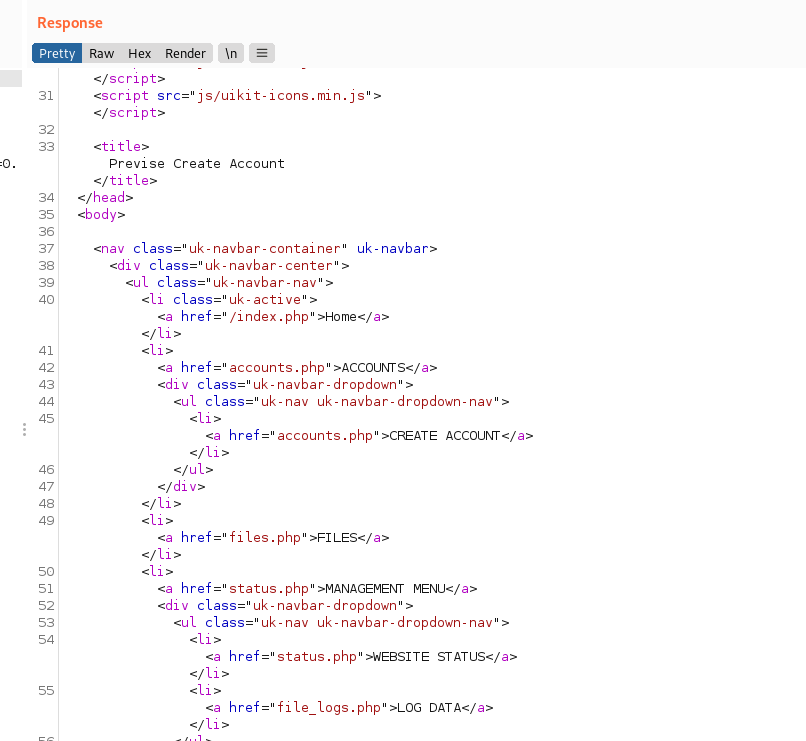 Response
Pretty Raw Hex Render \n ≡
</script>
31 <script src="js/uikit-icons.min.js">
</script>
32
33 <title>
=0. Previse Create Account
</title>
34 </head>
35 <body>
36
37 <nav class="uk-navbar-container" uk-navbar>
38 <div class="uk-navbar-center">
39 <ul class="uk-navbar-nav">
40 <li class="uk-active">
<a href="/index.php">Home</a>
</li>
41 <li>
42 <a href="accounts.php">ACCOUNTS</a>
43 <div class="uk-navbar-dropdown">
44 <ul class="uk-nav uk-navbar-dropdown-nav">
45 <li>
<a href="accounts.php">CREATE ACCOUNT</a>
</li>
46 </ul>
47 </div>
48 </li>
49 <li>
<a href="files.php">FILES</a>
</li>
50 <li>
51 <a href="status.php">MANAGEMENT MENU</a>
52 <div class="uk-navbar-dropdown">
53 <ul class="uk-nav uk-navbar-dropdown-nav">
54 <li>
<a href="status.php">WEBSITE STATUS</a>
</li>
55 <li>
<a href="file_logs.php">LOG DATA</a>
</li>
56 </ul>